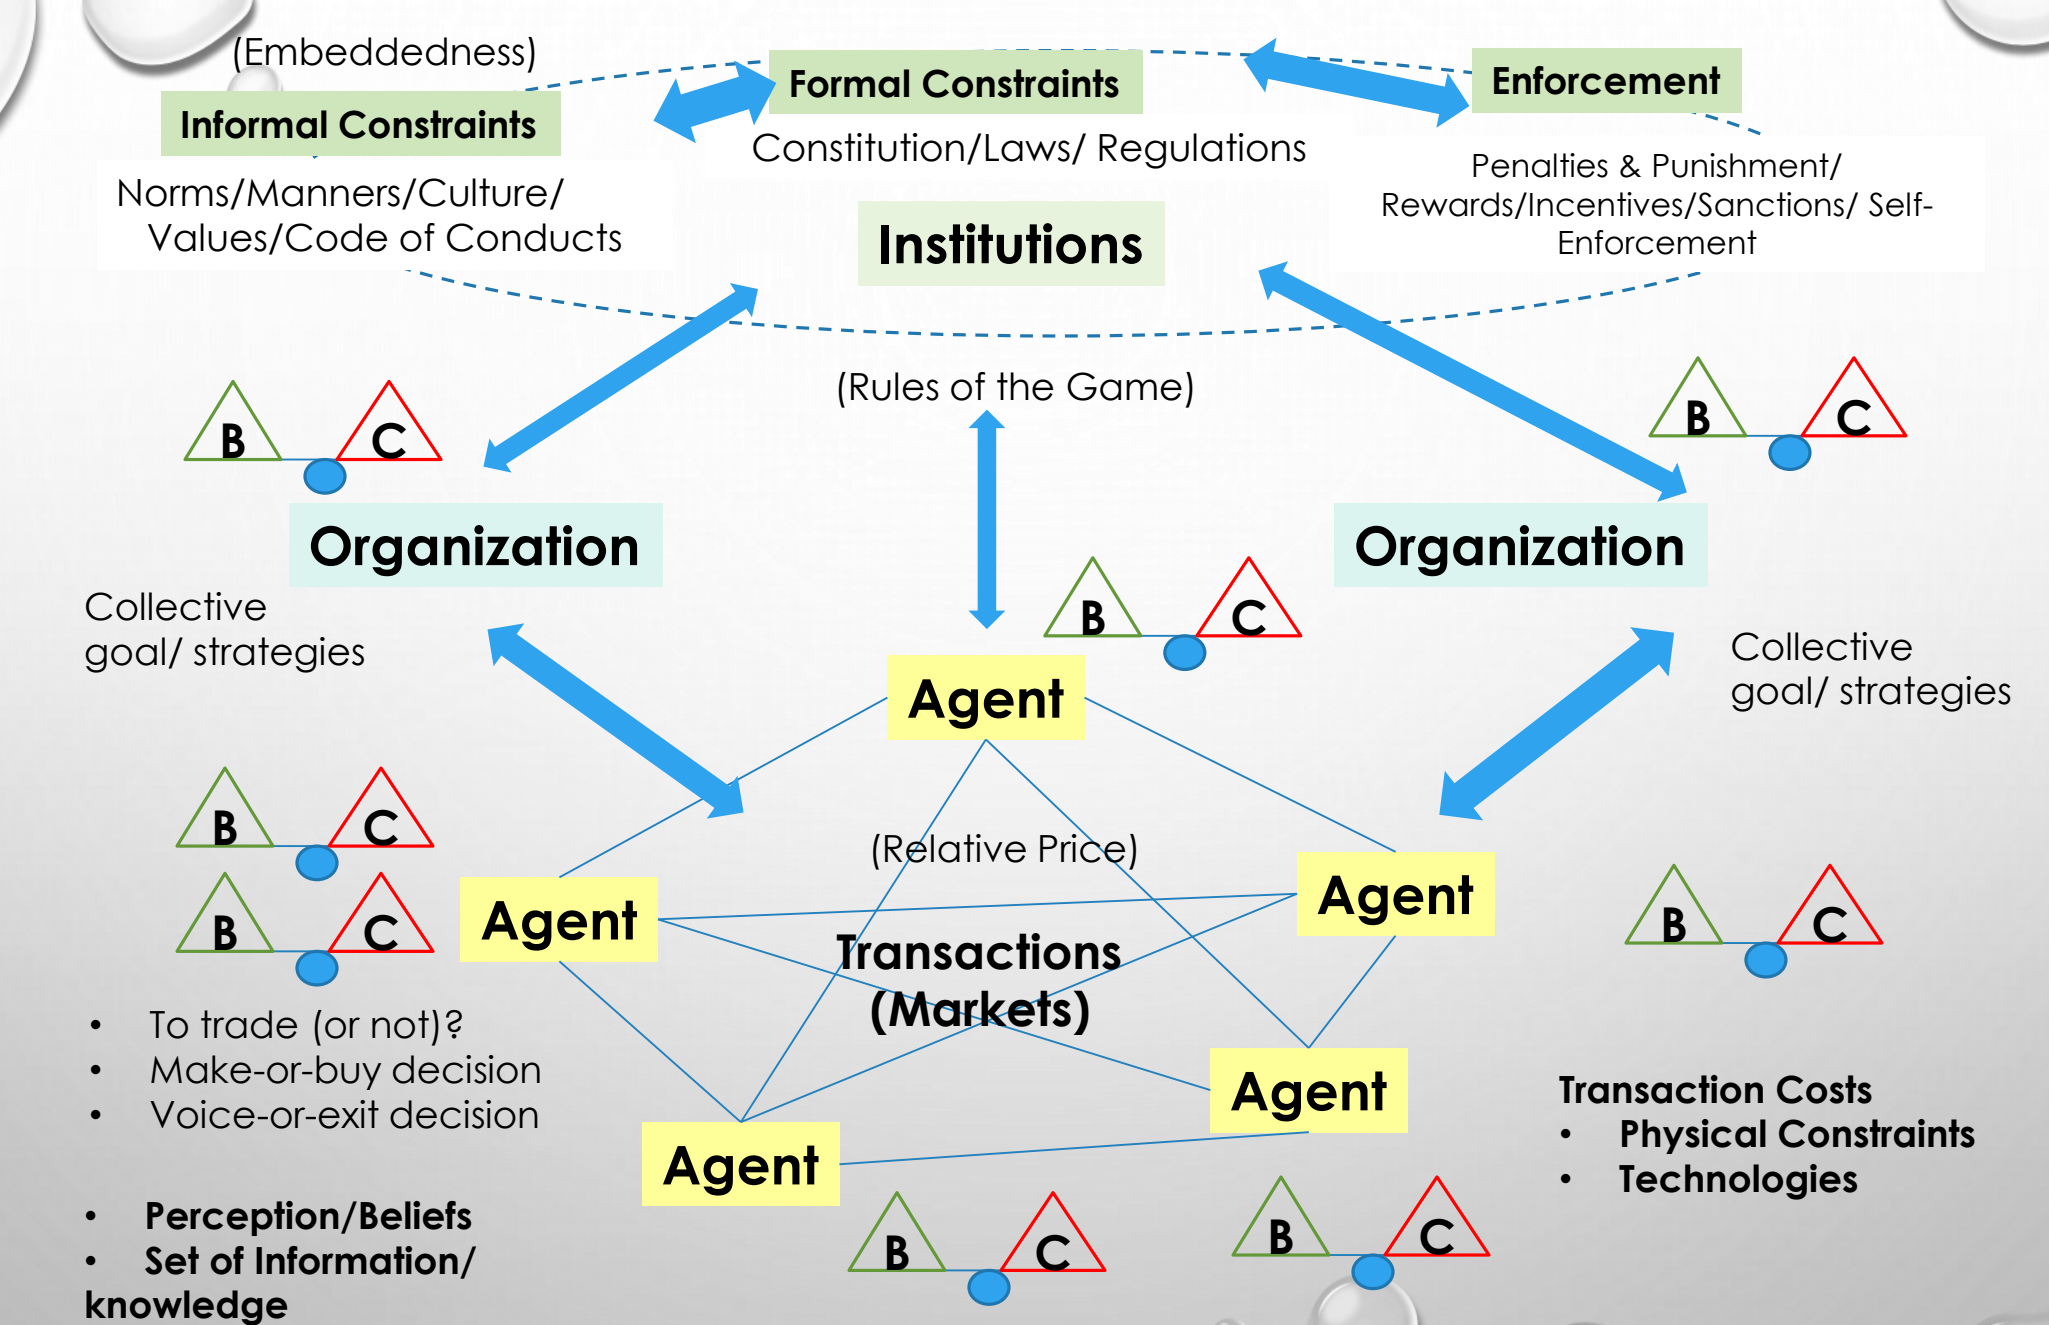 (Embeddedness)
Informal Constraints
Formal Constraints
Enforcement
Norms/Manners/Culture/
Values/Code of Conducts
Constitution/Laws/ Regulations
Penalties & Punishment/
Rewards/Incentives/Sanctions/ Self-
Enforcement
Institutions
(Rules of the Game)
B C
B C
Organization
Organization
Collective
goal/ strategies
B C
Collective
goal/ strategies
Agent
B C
B C
(Relative Price)
Agent
Agent
B C
Transactions
(Markets)
• To trade (or not)?
• Make-or-buy decision
• Voice-or-exit decision
Agent
Agent
Transaction Costs
• Physical Constraints
• Technologies
• Perception/Beliefs
• Set of Information/
knowledge
B C
B C